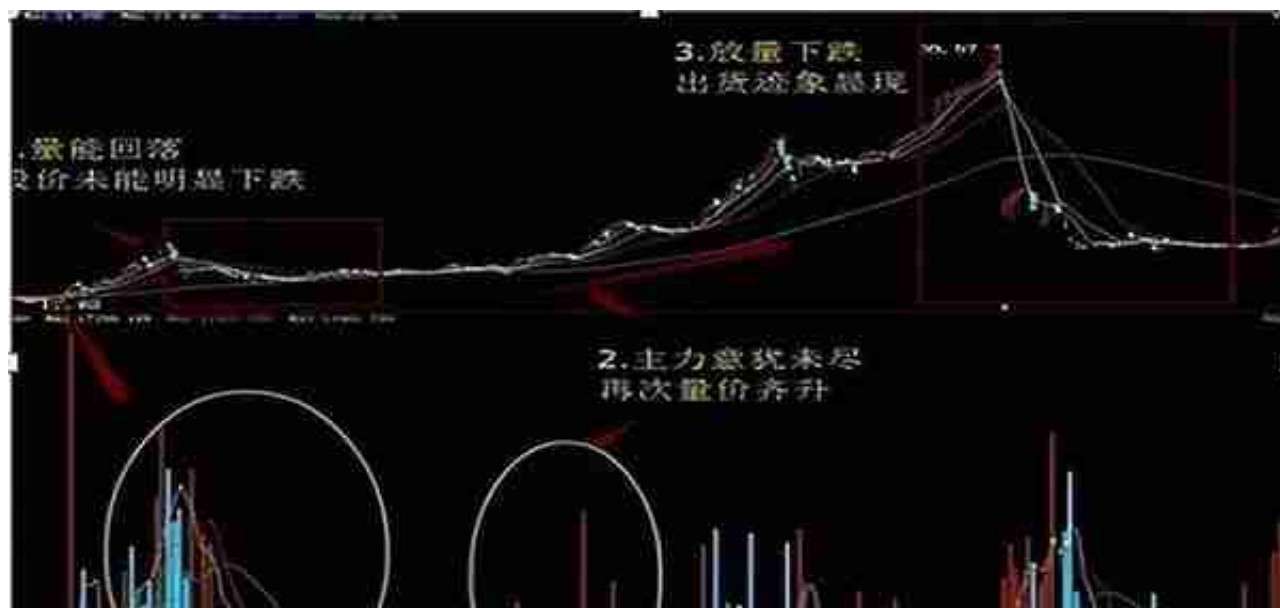 3.放量下跌
出货迹象显现
.量能回落
股价未能明显下跌
2.主力意犹未尽
再次量价齐升